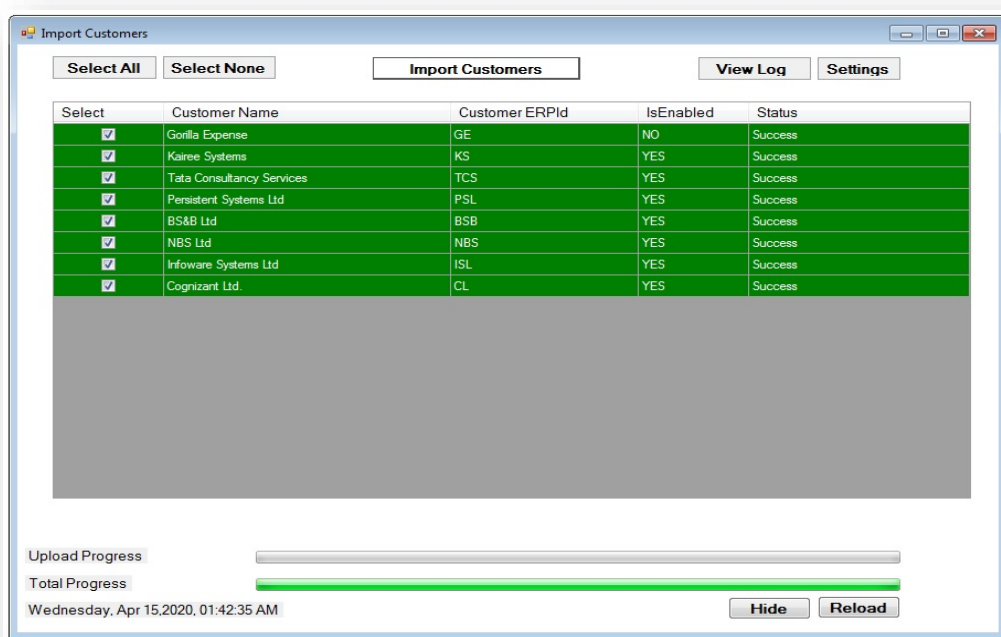 Import Customers
Select All Select None Import Customers View Log Settings
Select Customer Name Customer ERPId IsEnabled Status
Gorilla Expense GE NO Success
Kairee Systems KS YES Success
Tata Consultancy Services TCS YES Success
Persistent Systems Ltd PSL YES Success
BS&B Ltd BSB YES Success
NBS Ltd NBS YES Success
Infoware Systems Ltd ISL YES Success
Cognizant Ltd. CL YES Success
Upload Progress
Total Progress
Wednesday, Apr 15,2020, 01:42:35 AM Hide Reload